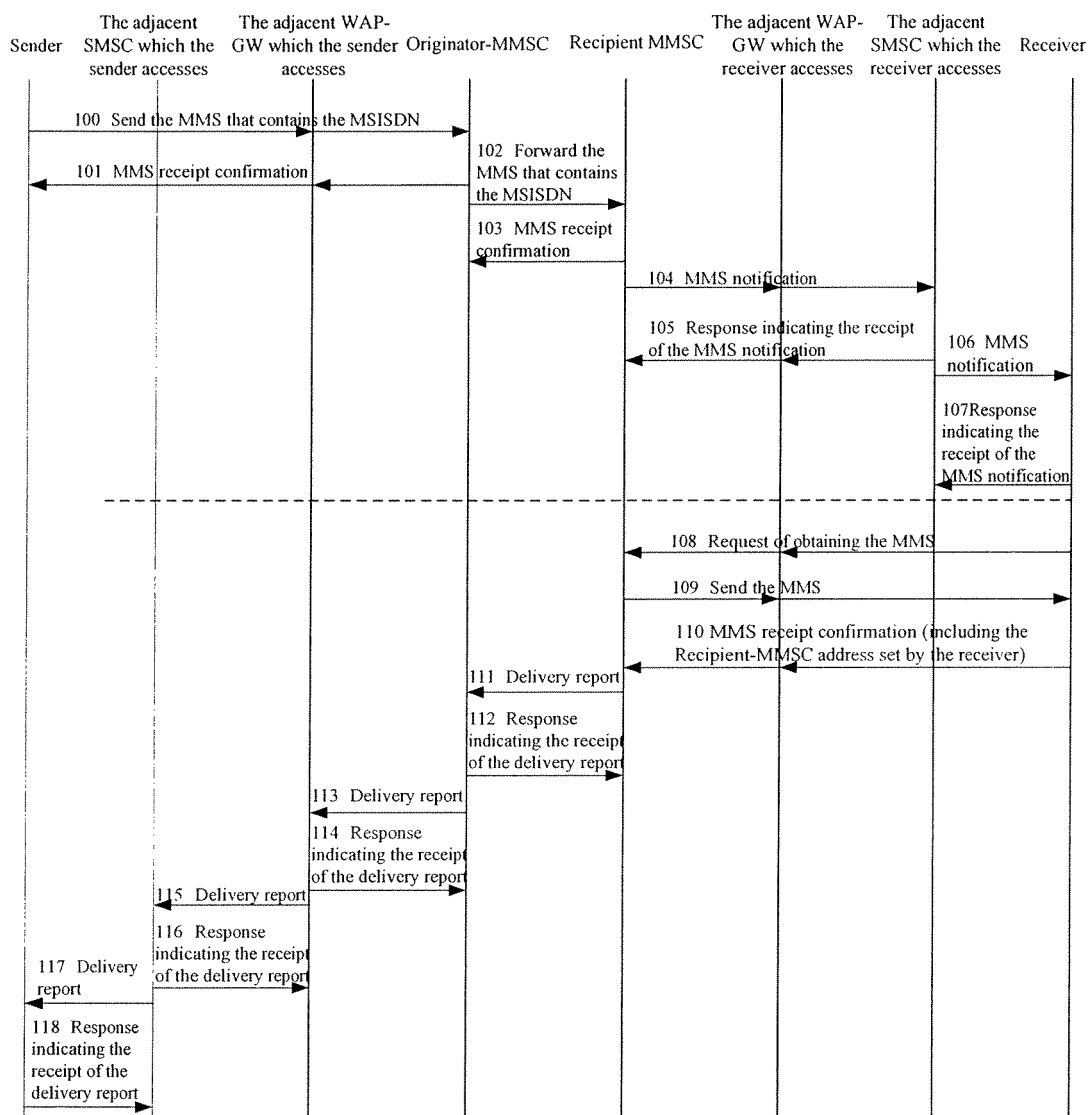 Sender
The adjacent
SMSC which the
sender accesses
The adjacent WAP-
GW which the sender
accesses
Originator-MMSC
Recipient MMSC
The adjacent WAP-
GW which the
receiver accesses
The adjacent
SMSC which the
receiver accesses
Receiver
100 Send the MMS that contains the MSISDN
101 MMS receipt confirmation
102 Forward the
MMS that contains
the MSISDN
103 MMS receipt
confirmation
104 MMS notification
105 Response indicating the receipt
of the MMS notification
106 MMS
notification
107Response
indicating the
receipt of the
MMS notification
108 Request of obtaining the MMS
109 Send the MMS
110 MMS receipt confirmation (including the
Recipient-MMSC address set by the receiver)
111 Delivery report
112 Response
indicating the receipt
of the delivery report
113 Delivery report
114 Response
indicating the receipt
of the delivery report
115 Delivery report
116 Response
indicating the receipt
of the delivery report
117 Delivery
report
118 Response
indicating the
receipt of the
delivery report